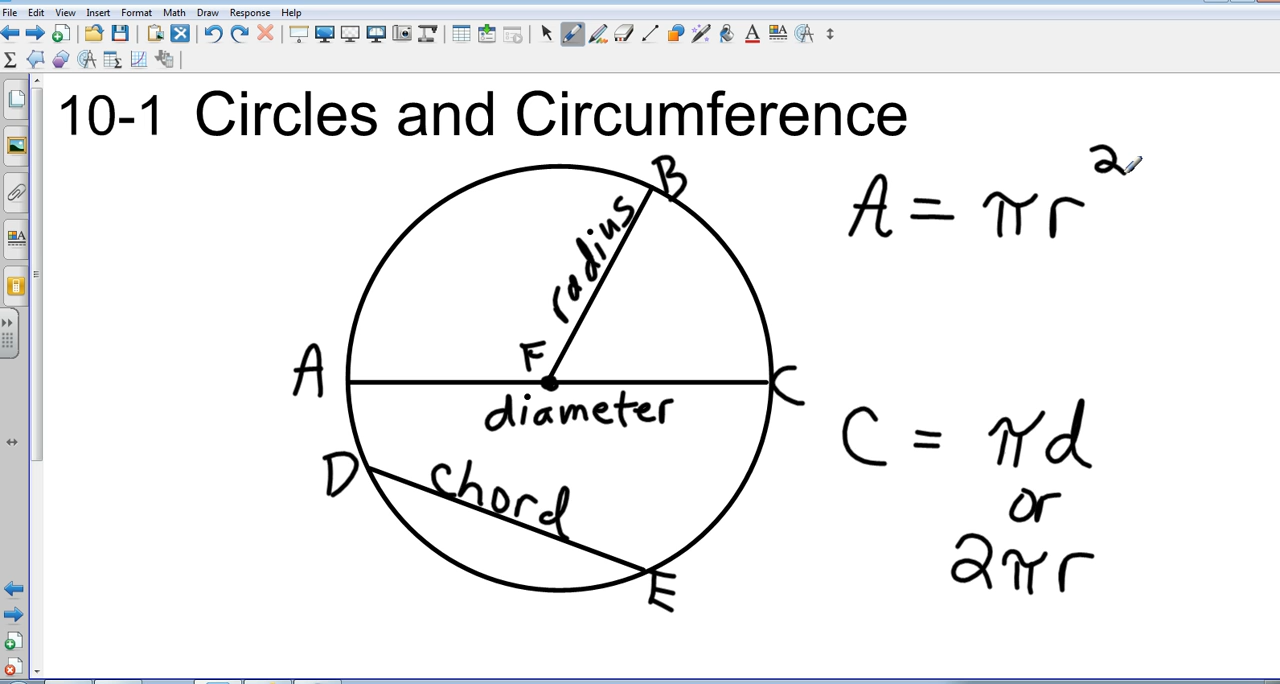 File Edit View Insert Format Math Draw Response Help
10-1 Circles and Circumference
B
A = πr²
radius
F
A
C
diameter
C = πd
or
2πr
D
chord
E